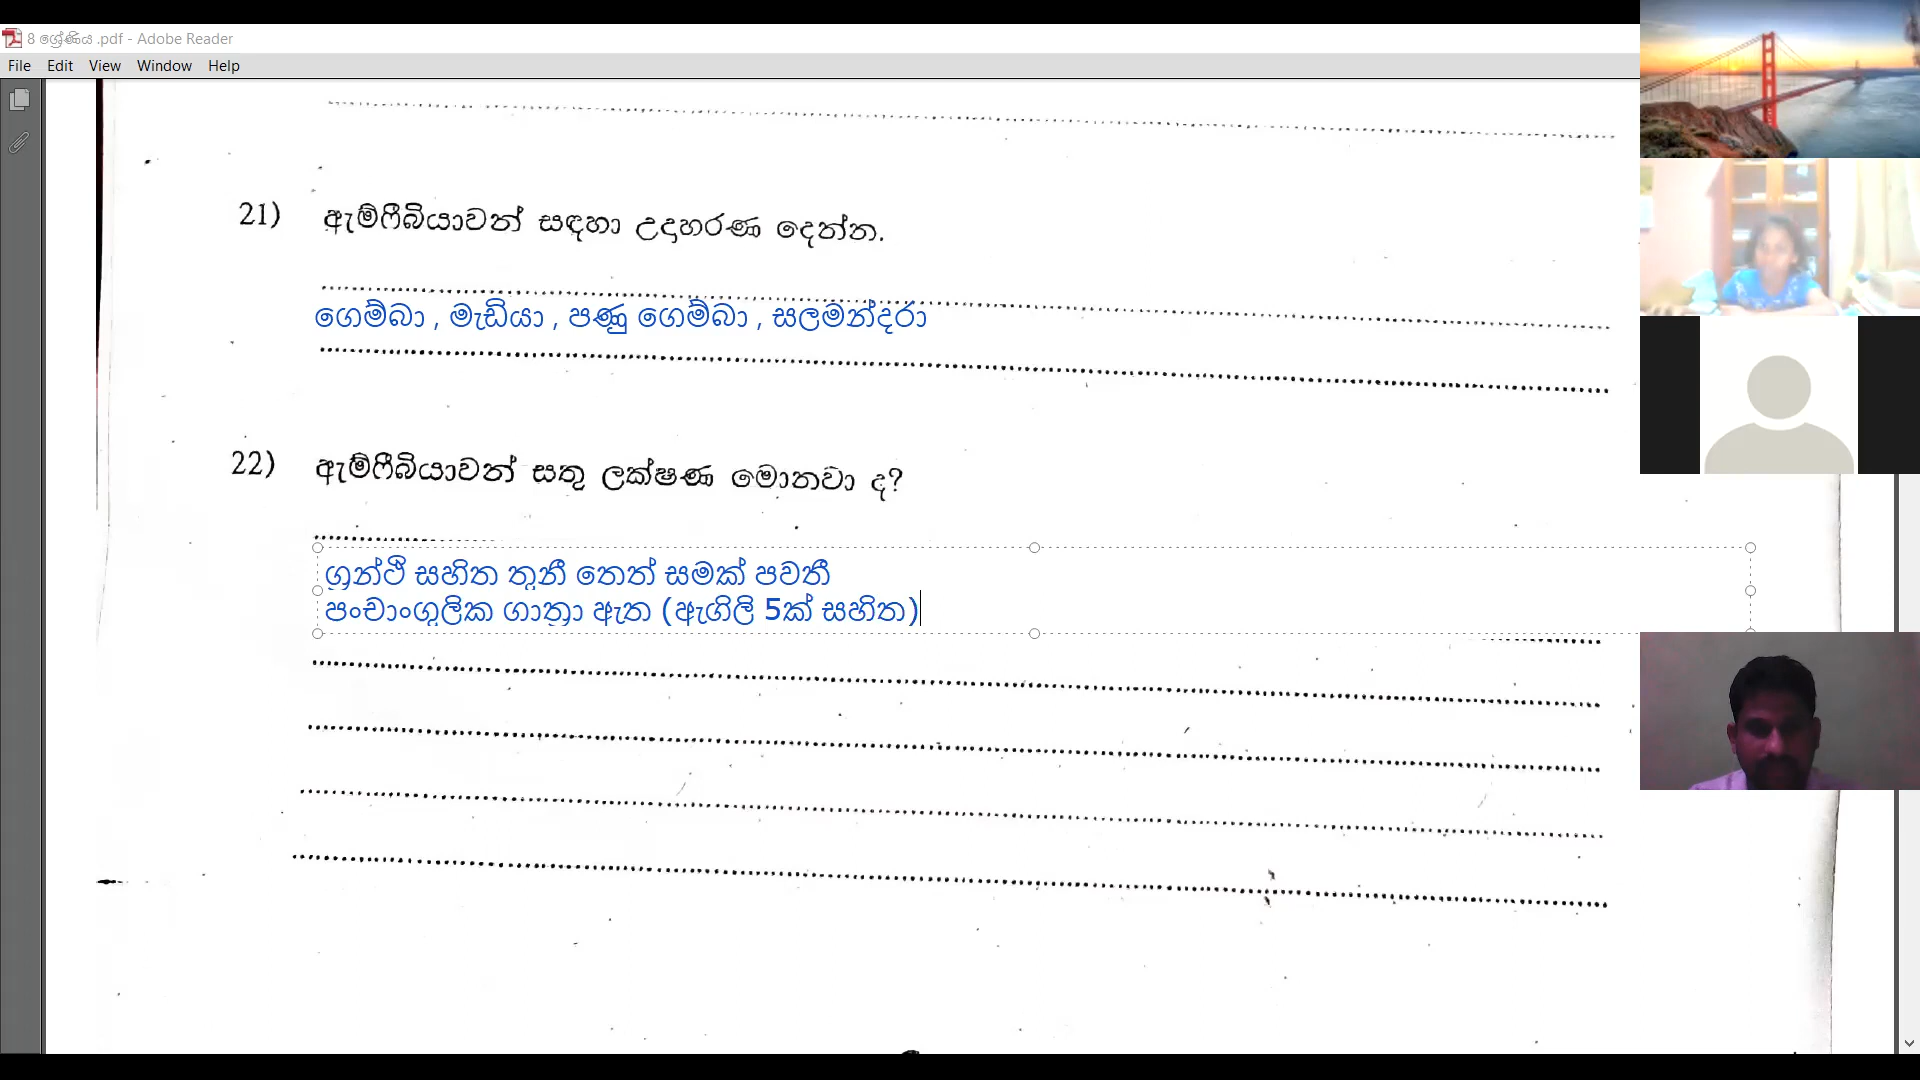 8 ශ්‍රේණිය .pdf - Adobe Reader
File Edit View Window Help
21) ඇම්ෆීබියාවන් සඳහා උදාහරණ දෙන්න.
ගෙම්බා , මැඩියා , පණු ගෙම්බා , සලමන්දරා
22) ඇම්ෆීබියාවන් සතු ලක්ෂණ මොනවා ද?
ග්‍රන්ථි සහිත තුනී තෙත් සමක් පවතී
පංචාංගුලික ගාත්‍රා ඇත (ඇගිලි 5ක් සහිත)